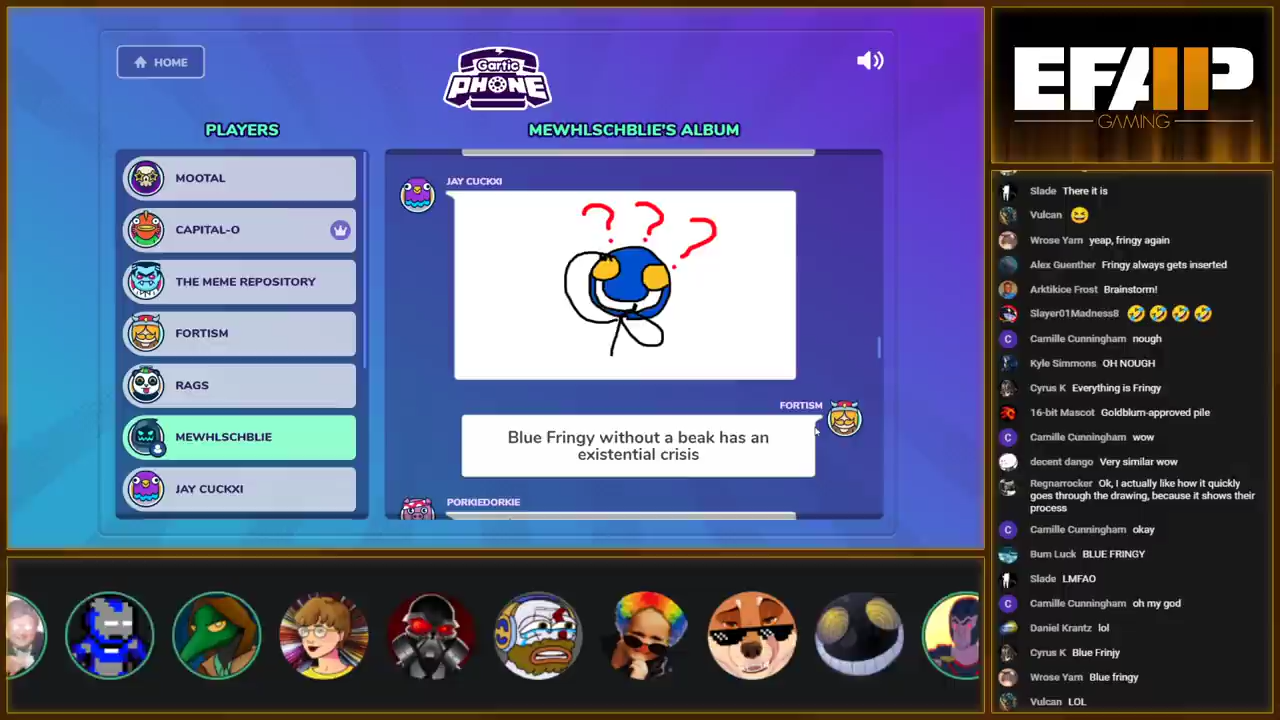 HOME
Gartic
PHONE
PLAYERS
MEWHLSCHBLIE'S ALBUM
MOOTAL
CAPITAL-O
THE MEME REPOSITORY
FORTISM
RAGS
MEWHLSCHBLIE
JAY CUCKXI
JAY CUCKXI
? ? ?
FORTISM
Blue Fringy without a beak has an
existential crisis
PORKIEDORKIE
EFAP
GAMING
Slade There it is
Vulcan 😆
Wrose Yarn yeap, fringy again
Alex Guenther Fringy always gets inserted
Arktikice Frost Brainstorm!
Slayer01Madness8 🤣🤣🤣🤣
C Camille Cunningham nough
Kyle Simmons OH NOUGH
Cyrus K Everything is Fringy
16-bit Mascot Goldblum-approved pile
C Camille Cunningham wow
decent dango Very similar wow
Regnarrocker Ok, I actually like how it quickly
goes through the drawing, because it shows their
process
C Camille Cunningham okay
Bum Luck BLUE FRINGY
Slade LMFAO
C Camille Cunningham oh my god
Daniel Krantz lol
Cyrus K Blue Frinjy
Wrose Yarn Blue fringy
Vulcan LOL